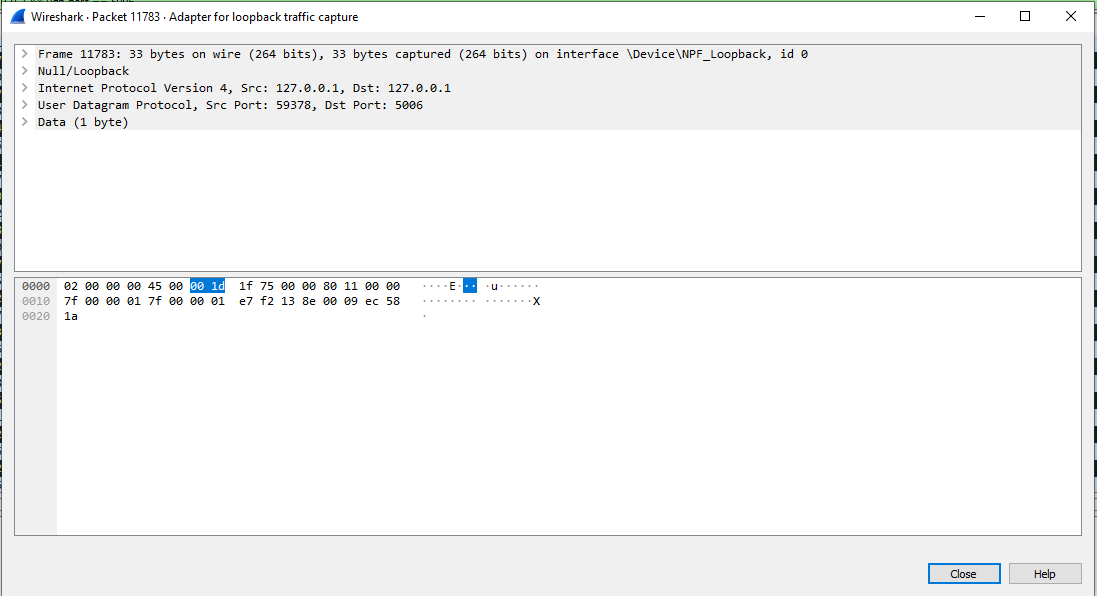 Wireshark · Packet 11783 · Adapter for loopback traffic capture
Frame 11783: 33 bytes on wire (264 bits), 33 bytes captured (264 bits) on interface \Device\NPF_Loopback, id 0
Null/Loopback
Internet Protocol Version 4, Src: 127.0.0.1, Dst: 127.0.0.1
User Datagram Protocol, Src Port: 59378, Dst Port: 5006
Data (1 byte)
0000 02 00 00 00 45 00 00 1d 1f 75 00 00 80 11 00 00 ····E··· ·u······
0010 7f 00 00 01 7f 00 00 01 e7 f2 13 8e 00 09 ec 58 ········ ·······X
0020 1a ·
Close Help